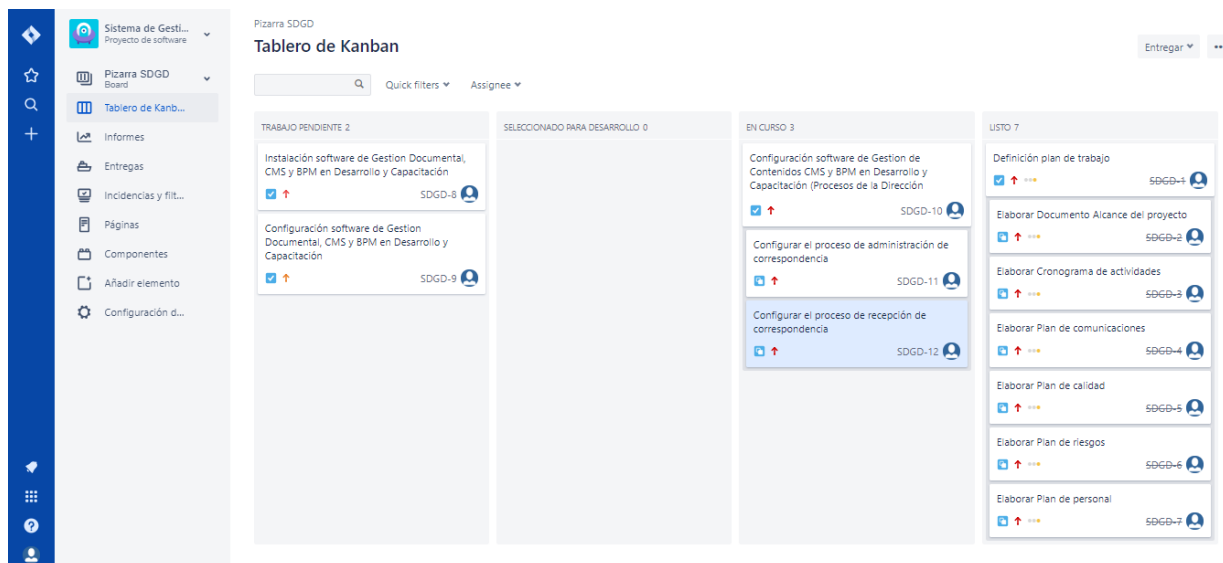 Sistema de Gesti...
Proyecto de software
Pizarra SDGD
Board
Tablero de Kanb...
Informes
Entregas
Incidencias y filt...
Páginas
Componentes
Añadir elemento
Configuración d...
Pizarra SDGD
Tablero de Kanban
Entregar
Quick filters
Assignee
TRABAJO PENDIENTE 2
Instalación software de Gestion Documental,
CMS y BPM en Desarrollo y Capacitación
SDGD-8
Configuración software de Gestion
Documental, CMS y BPM en Desarrollo y
Capacitación
SDGD-9
SELECCIONADO PARA DESARROLLO 0
EN CURSO 3
Configuración software de Gestion de
Contenidos CMS y BPM en Desarrollo y
Capacitación (Procesos de la Dirección
SDGD-10
Configurar el proceso de administración de
correspondencia
SDGD-11
Configurar el proceso de recepción de
correspondencia
SDGD-12
LISTO 7
Definición plan de trabajo
SDGD-1
Elaborar Documento Alcance del proyecto
SDGD-2
Elaborar Cronograma de actividades
SDGD-3
Elaborar Plan de comunicaciones
SDGD-4
Elaborar Plan de calidad
SDGD-5
Elaborar Plan de riesgos
SDGD-6
Elaborar Plan de personal
SDGD-7